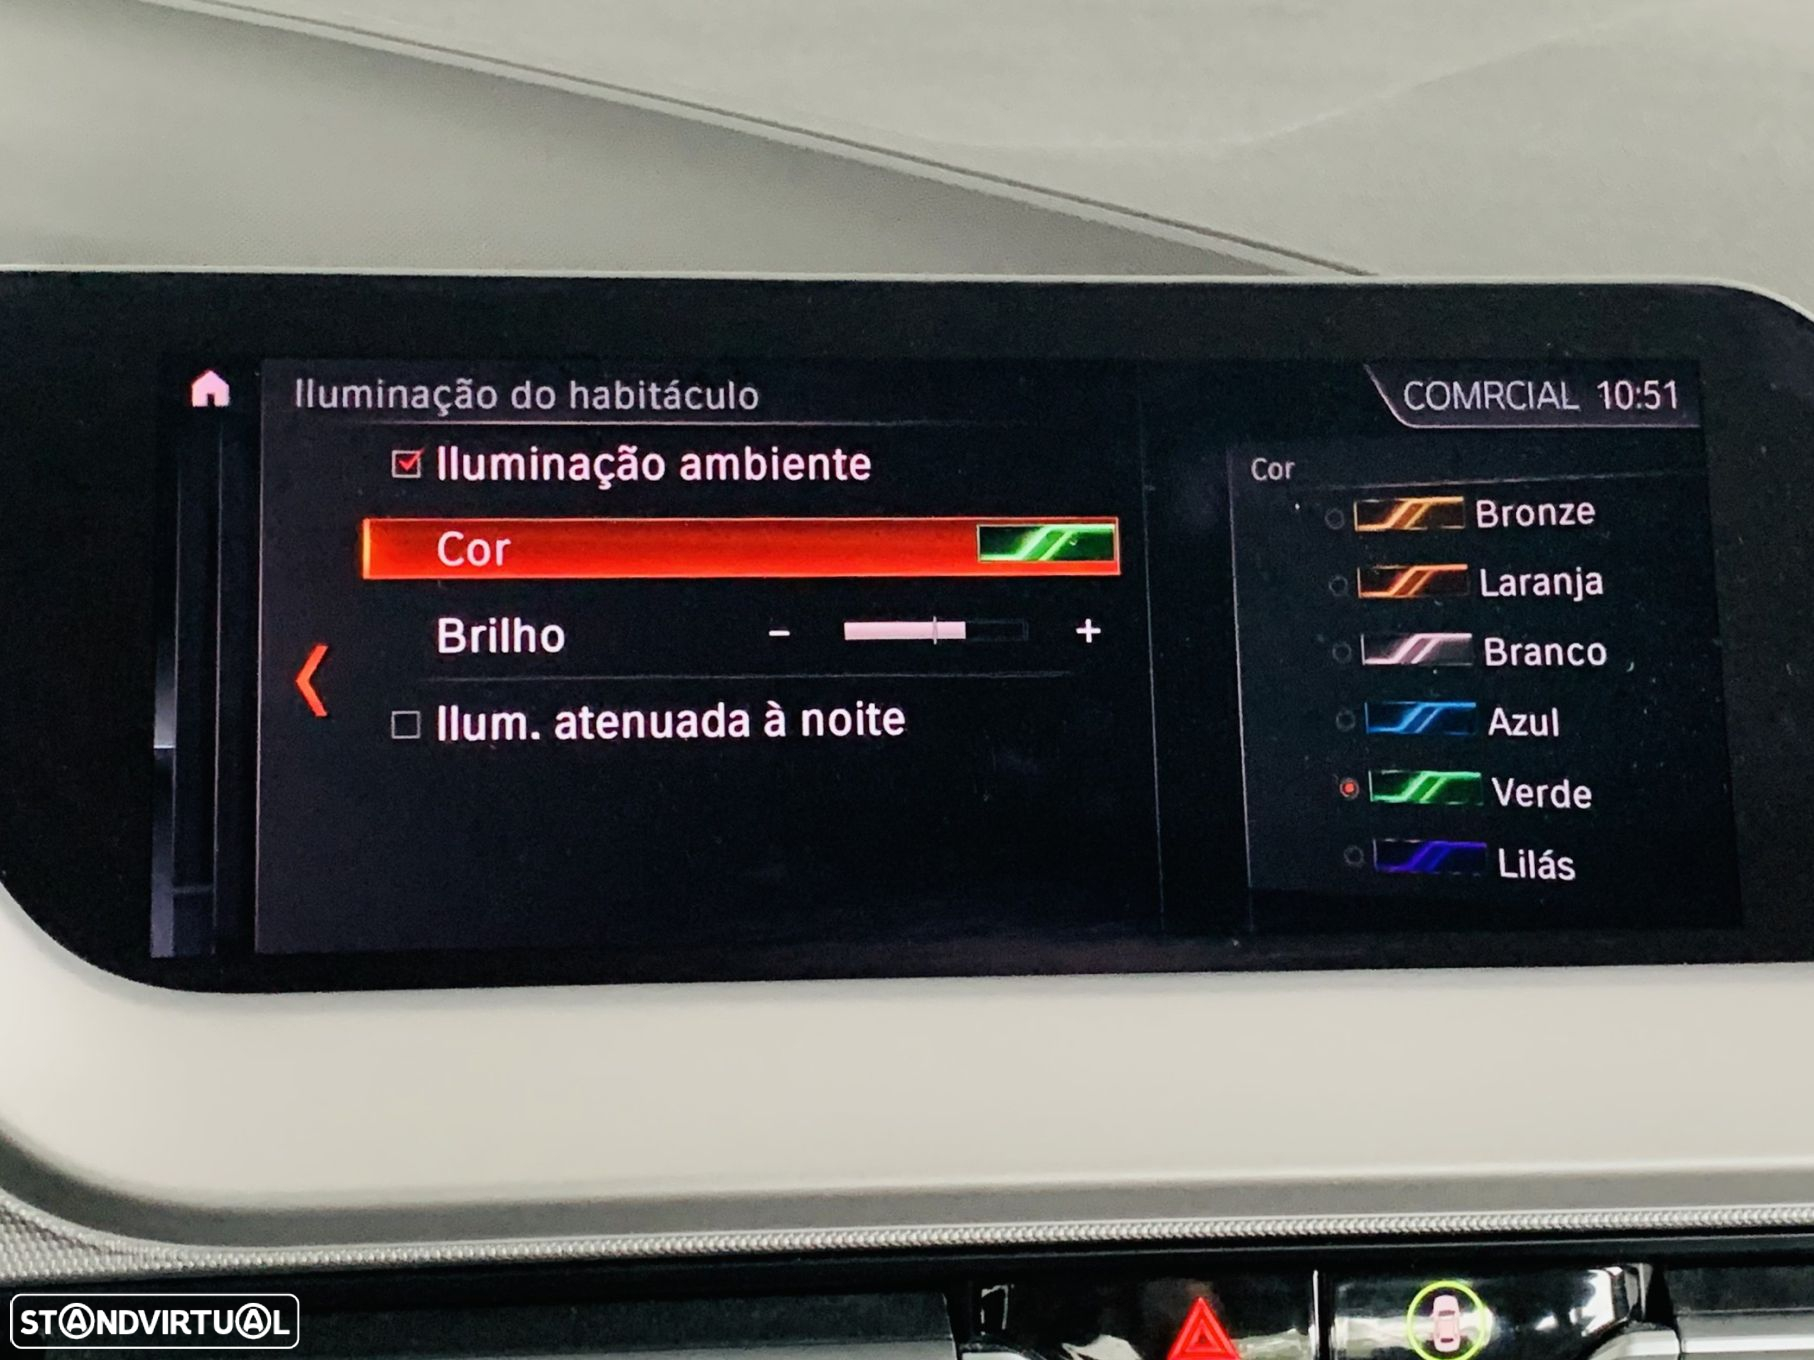 Iluminação do habitáculo
COMRCIAL 10:51
Iluminação ambiente
Cor
Brilho - +
Ilum. atenuada à noite
Cor
Bronze
Laranja
Branco
Azul
Verde
Lilás
STANDVIRTUAL